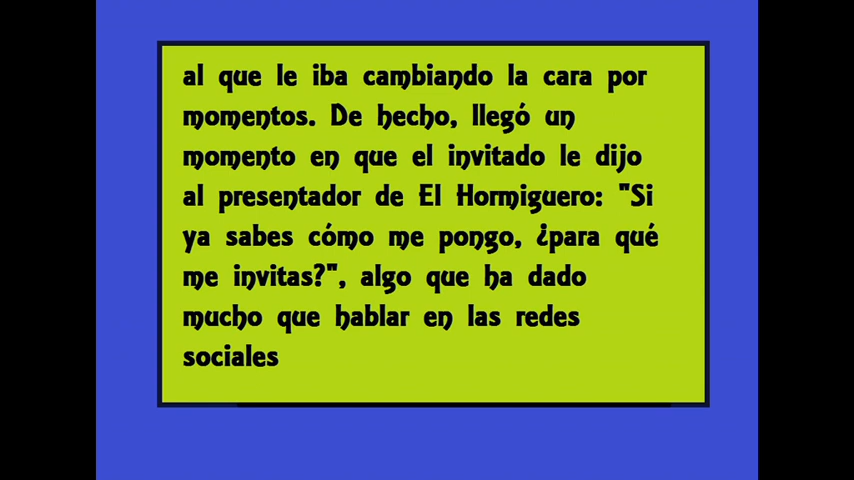 al que le iba cambiando la cara por
momentos. De hecho, llegó un
momento en que el invitado le dijo
al presentador de El Hormiguero: "Si
ya sabes cómo me pongo, ¿para qué
me invitas?", algo que ha dado
mucho que hablar en las redes
sociales